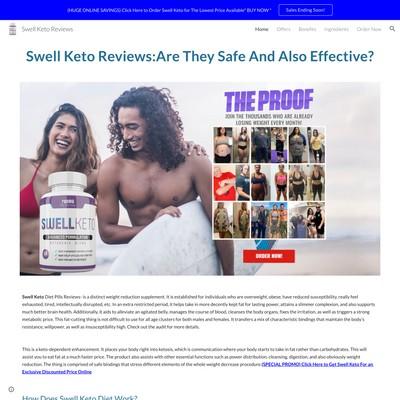 (HUGE ONLINE SAVINGS) Click Here to Order Swell Keto for The Lowest Price Available* BUY NOW *
Sales Ending Soon!
Swell Keto Reviews
Home
Offers
Benefits
Ingredients
Order Now
Swell Keto Reviews:Are They Safe And Also Effective?
THE PROOF
JOIN THE THOUSANDS WHO ARE ALREADY
LOSING WEIGHT EVERY MONTH!
SWELL KETO
ORDER NOW!
Swell Keto Diet Pills Reviews- is a distinct weight reduction supplement. It is established for individuals who are overweight, obese, have reduced susceptibility, really feel
exhausted, tired, intellectually disrupted, etc. In an extra restricted period, it helps take in more decently kept fat for lasting power, attains a slimmer complexion, and also supports
much better brain health. Additionally, it aids to alleviate an agitated belly, manages the course of blood, cleanses the body organs, fixes the irritation, as well as triggers a strong
metabolic price. This fat-cutting thing is not difficult to use for all age clusters for both males and females. It transfers a mix of characteristic bindings that maintain the body's
resistance, willpower, as well as insusceptibility high. Check out the audit for more details.
This is a keto-dependent enhancement. It places your body right into ketosis, which is communication where your body starts to take in fat rather than carbohydrates. This will
assist you to eat fat at a much faster price. The product also assists with other essential functions such as power distribution, cleaning, digestion, and also obviously weight
reduction. The thing is comprised of safe bindings that stress different elements of the whole weight decrease procedure.(SPECIAL PROMO) Click Here to Get Swell Keto For an
Exclusive Discounted Price Online
How Does Swell Keto Diet Work?